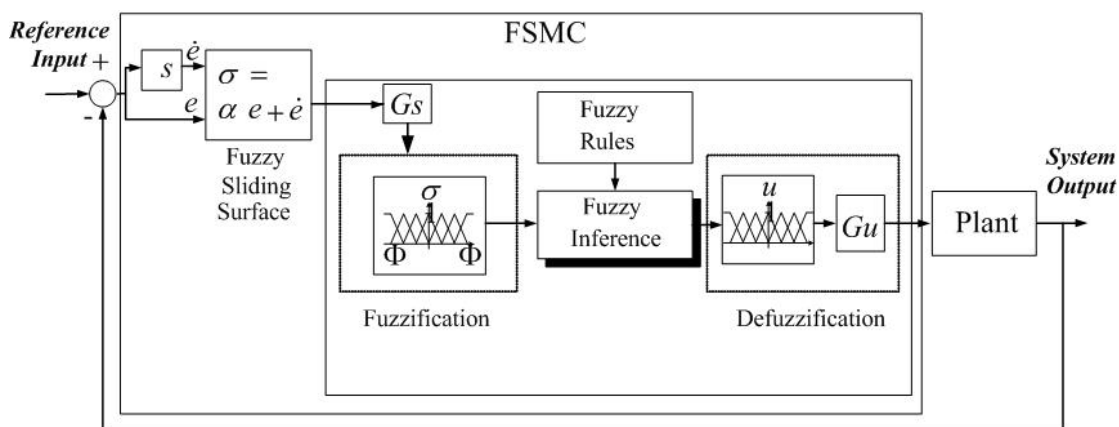 FSMC
Reference
Input
+
-
s
ė
e
σ =
α e + ė
Fuzzy
Sliding
Surface
Gs
Fuzzy
Rules
σ
Φ Φ
Fuzzification
Fuzzy
Inference
u
Gu
Defuzzification
Plant
System
Output